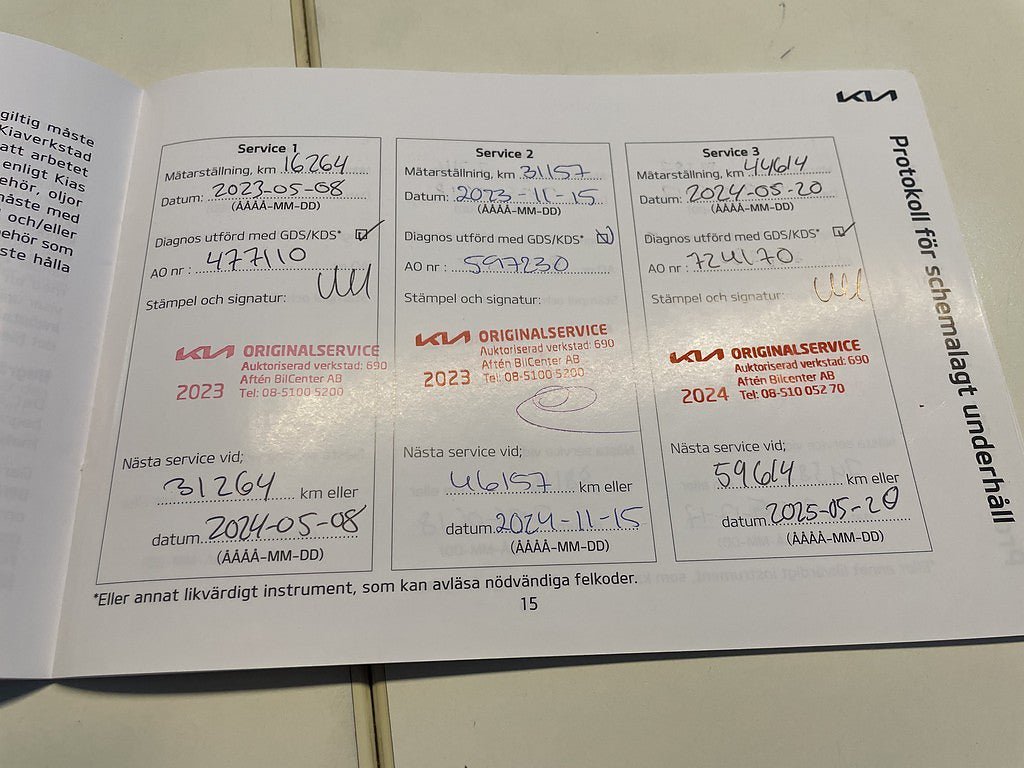 giltig måste
Kiaverkstad
att arbetet
enligt Kias
ehör, oljor
måste med
och/eller
ehör som
ste hålla
KIA
Protokoll för schemalagt underhåll
Service 1
Mätarställning, km 16264
Datum: 2023-05-08
(ÅÅÅÅ-MM-DD)
Diagnos utförd med GDS/KDS*
AO nr : 477110
Stämpel och signatur:
KIA ORIGINALSERVICE
Auktoriserad verkstad: 690
Aftén BilCenter AB
2023 Tel: 08-5100 5200
Nästa service vid;
31264 km eller
datum 2024-05-08
(ÅÅÅÅ-MM-DD)
Service 2
Mätarställning, km 31157
Datum: 2023-11-15
(ÅÅÅÅ-MM-DD)
Diagnos utförd med GDS/KDS*
AO nr : 597230
Stämpel och signatur:
KIA ORIGINALSERVICE
Auktoriserad verkstad: 690
Aftén BilCenter AB
2023 Tel: 08-5100 5200
Nästa service vid;
46157 km eller
datum 2024-11-15
(ÅÅÅÅ-MM-DD)
Service 3
Mätarställning, km 44614
Datum: 2024-05-20
(ÅÅÅÅ-MM-DD)
Diagnos utförd med GDS/KDS*
AO nr : 724170
Stämpel och signatur:
KIA ORIGINALSERVICE
Auktoriserad verkstad: 690
Aftén Bilcenter AB
2024 Tel: 08-510 052 70
Nästa service vid;
59614 km eller
datum 2025-05-20
(ÅÅÅÅ-MM-DD)
*Eller annat likvärdigt instrument, som kan avläsa nödvändiga felkoder.
15